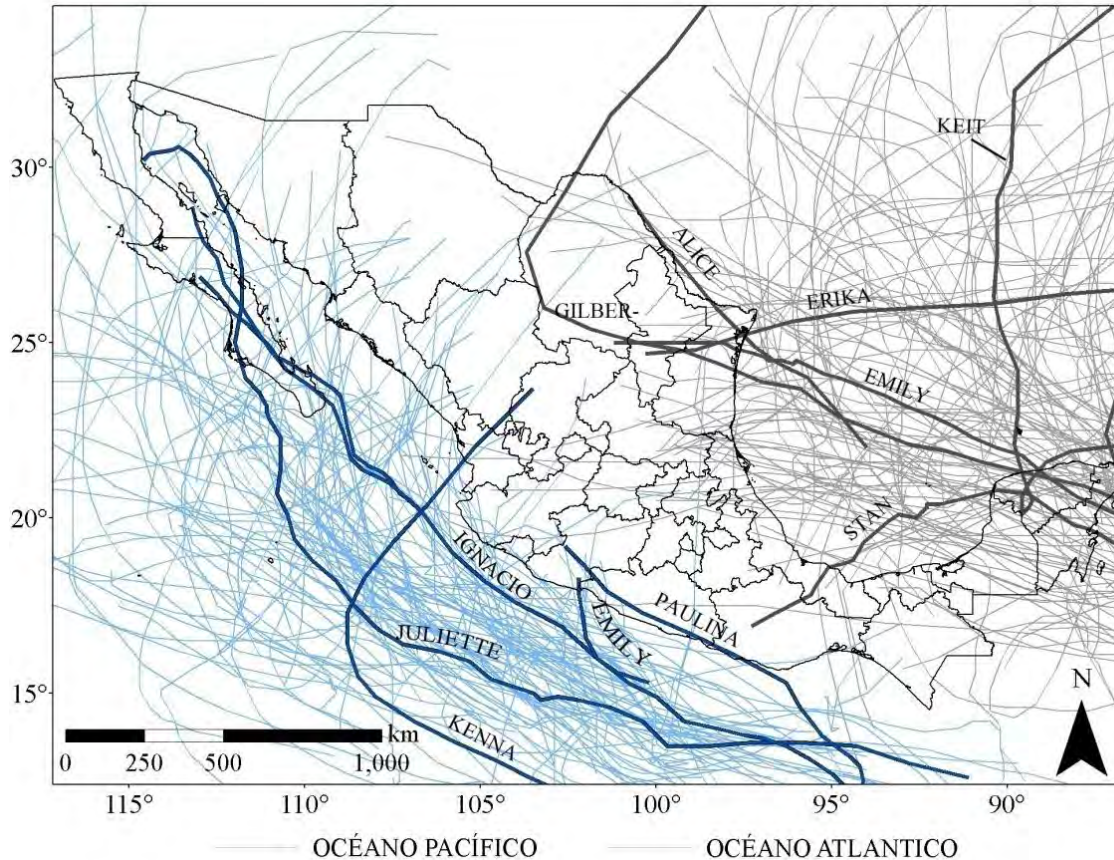 KEIT
30°
ALICE
ERIKA
GILBER-
25°
EMILY
20°
STAN
IGNACIO
EMILY
PAULINA
JULIETTE
15°
N
KENNA
km
0 250 500 1,000
115° 110° 105° 100° 95° 90°
OCÉANO PACÍFICO OCÉANO ATLANTICO